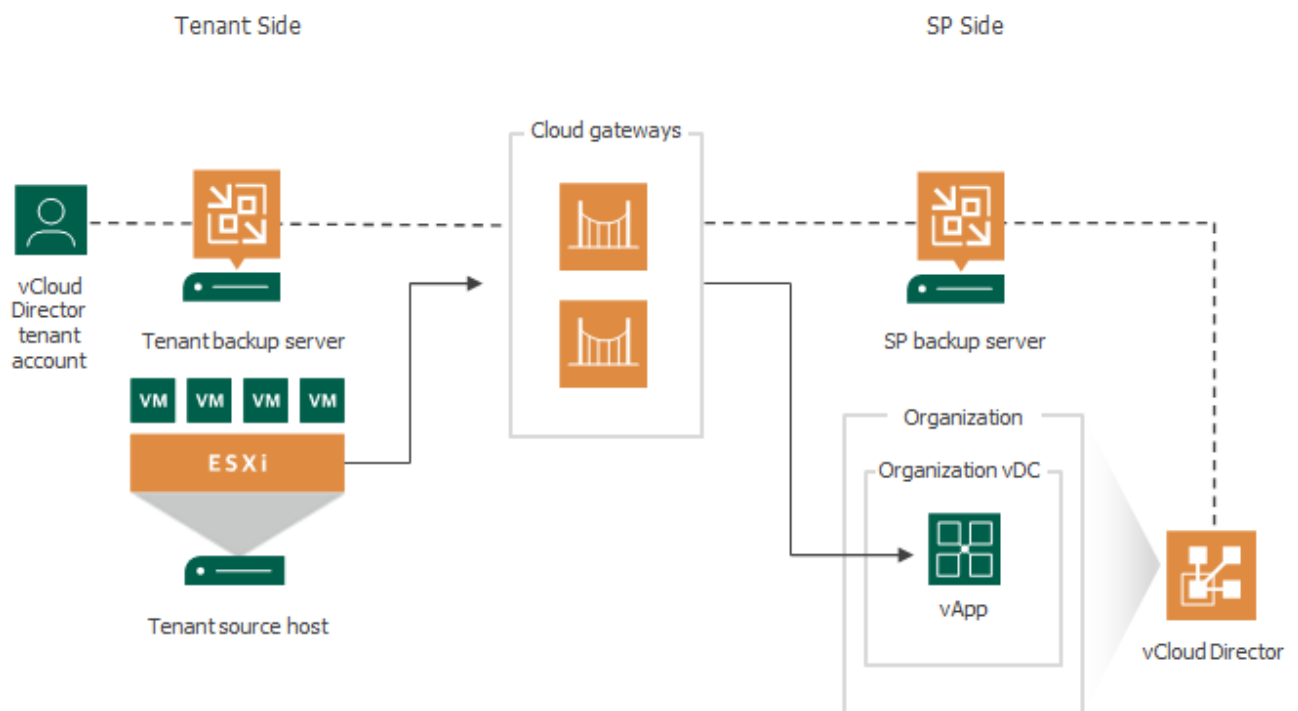 Tenant Side
SP Side
Cloud gateways
vCloud
Director
tenant
account
Tenant backup server
SP backup server
VM VM VM VM
ESXi
Tenant source host
Organization
Organization vDC
vApp
vCloud Director